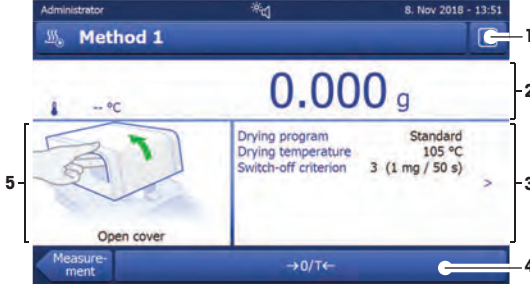 Administrator 8. Nov 2018 - 13:51
Method 1
1
0.000 g
2
-- °C
Drying program Standard
Drying temperature 105 °C
Switch-off criterion 3 (1 mg / 50 s)
>
3
5
Open cover
Measure-
ment
→0/T←
4